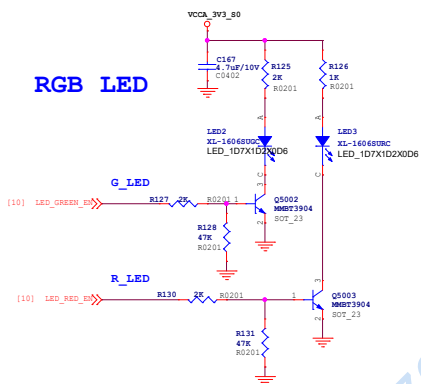 VCCA_3V3_S0
C167
4.7uF/10V
C0402
R125
2K
R0201
R126
1K
R0201
RGB LED
A
A
LED2
XL-1606SUGC
LED_1D7X1D2X0D6
LED3
XL-1606SURC
LED_1D7X1D2X0D6
C
C
G_LED
[10] LED_GREEN_EN
R127 2K R0201 1
3
2
Q5002
MMBT3904
SOT_23
R128
47K
R0201
R_LED
[10] LED_RED_EN
R130 2K R0201 1
3
2
Q5003
MMBT3904
SOT_23
R131
47K
R0201